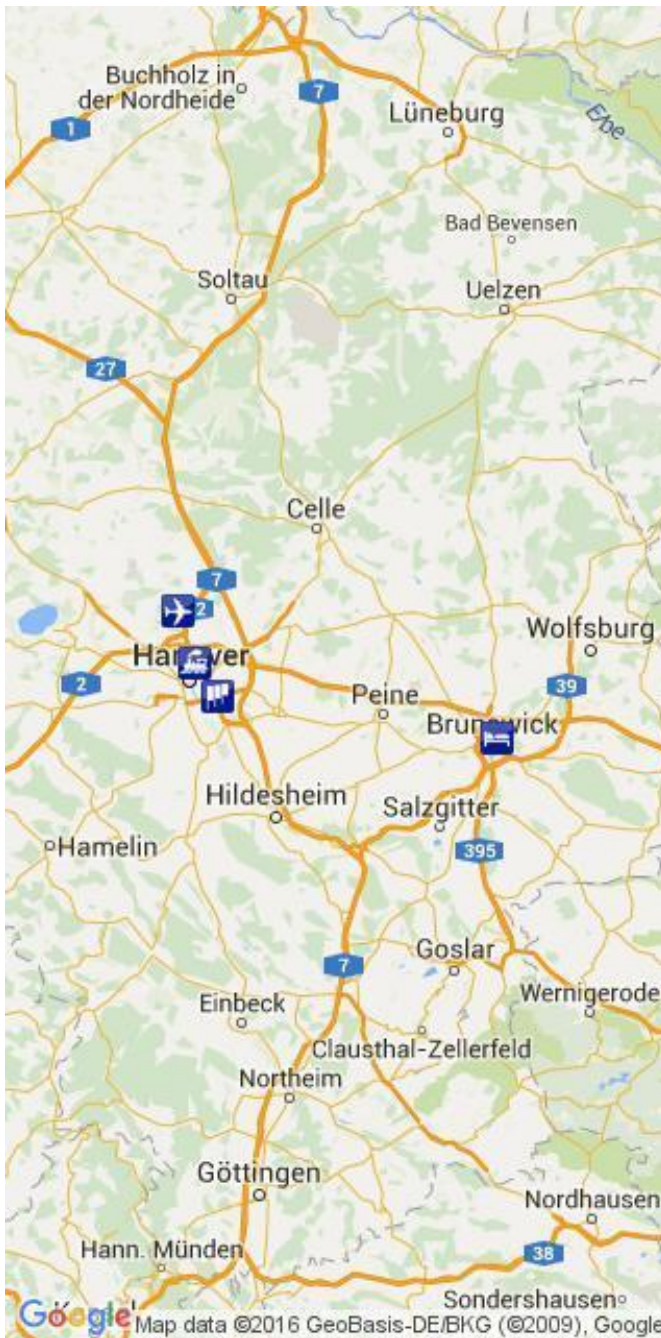 Buchholz in
der Nordheide
7
1
Lüneburg
Elbe
Bad Bevensen
Soltau
Uelzen
27
Celle
7
2
Hanover
Wolfsburg
2
39
Peine
Brunswick
Hildesheim
Salzgitter
Hamelin
395
Goslar
7
Einbeck
Wernigerode
Clausthal-Zellerfeld
Northeim
Göttingen
Nordhausen
Hann. Münden
38
Sondershausen
Google
Map data ©2016 GeoBasis-DE/BKG (©2009), Google